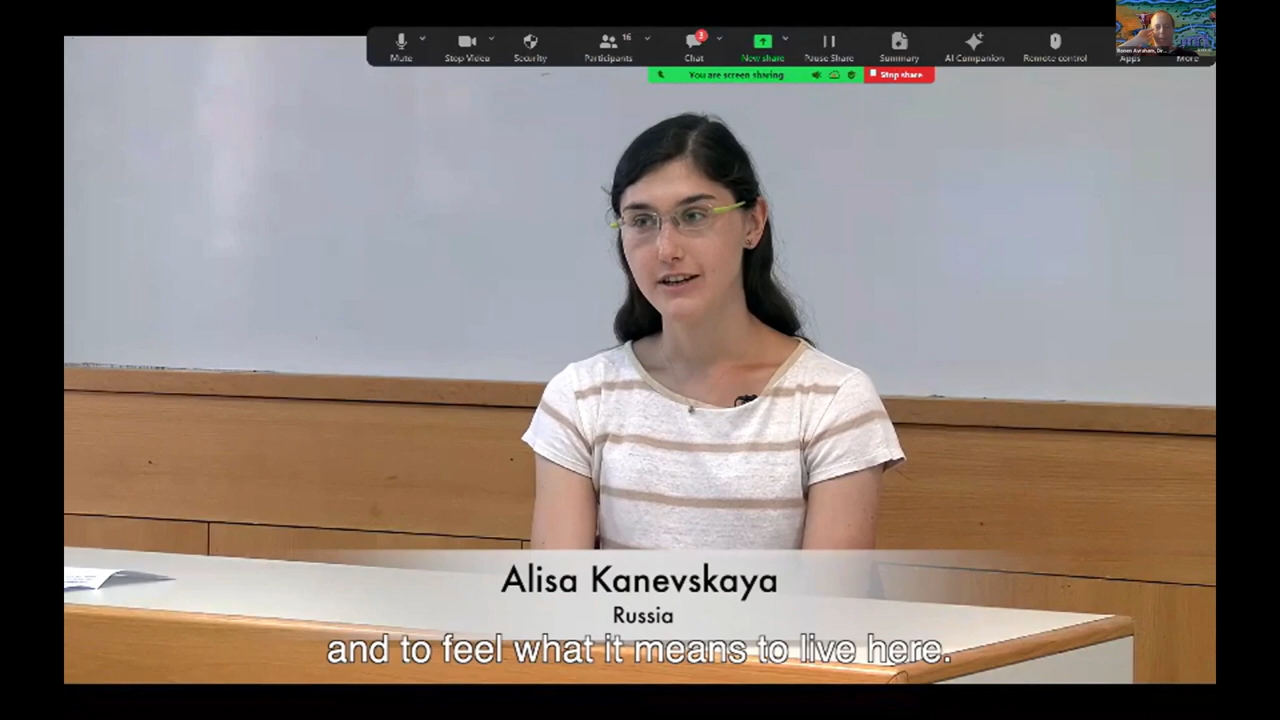 16
3
Mute
Stop Video
Security
Participants
Chat
New share
Pause Share
Summary
AI Companion
Remote control
Apps
More
You are screen sharing
Stop share
Alisa Kanevskaya
Russia
and to feel what it means to live here.